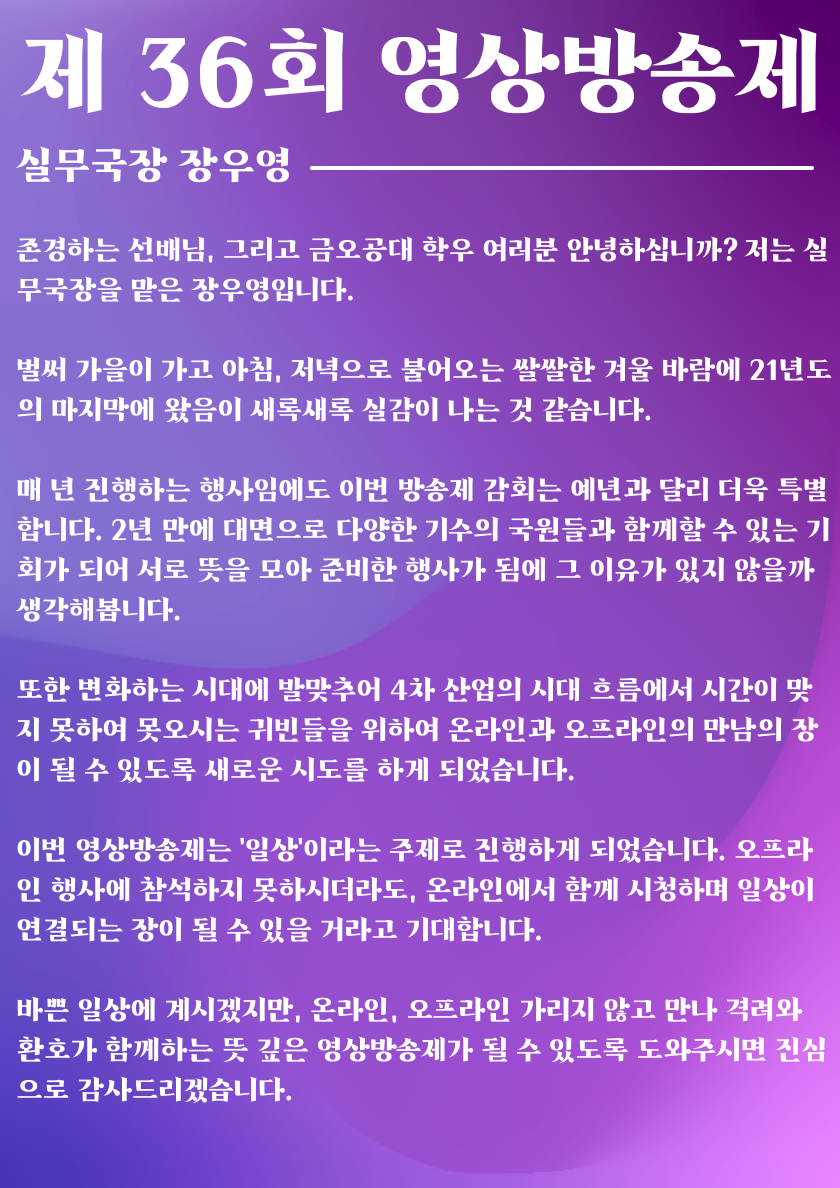 제 36회 영상방송제
실무국장 장우영
존경하는 선배님, 그리고 금오공대 학우 여러분 안녕하십니까? 저는 실
무국장을 맡은 장우영입니다.
벌써 가을이 가고 아침, 저녁으로 불어오는 쌀쌀한 겨울 바람에 21년도
의 마지막에 왔음이 새록새록 실감이 나는 것 같습니다.
매 년 진행하는 행사임에도 이번 방송제 감회는 예년과 달리 더욱 특별
합니다. 2년 만에 대면으로 다양한 기수의 국원들과 함께할 수 있는 기
회가 되어 서로 뜻을 모아 준비한 행사가 됨에 그 이유가 있지 않을까
생각해봅니다.
또한 변화하는 시대에 발맞추어 4차 산업의 시대 흐름에서 시간이 맞
지 못하여 못오시는 귀빈들을 위하여 온라인과 오프라인의 만남의 장
이 될 수 있도록 새로운 시도를 하게 되었습니다.
이번 영상방송제는 '일상'이라는 주제로 진행하게 되었습니다. 오프라
인 행사에 참석하지 못하시더라도, 온라인에서 함께 시청하며 일상이
연결되는 장이 될 수 있을 거라고 기대합니다.
바쁜 일상에 계시겠지만, 온라인, 오프라인 가리지 않고 만나 격려와
환호가 함께하는 뜻 깊은 영상방송제가 될 수 있도록 도와주시면 진심
으로 감사드리겠습니다.